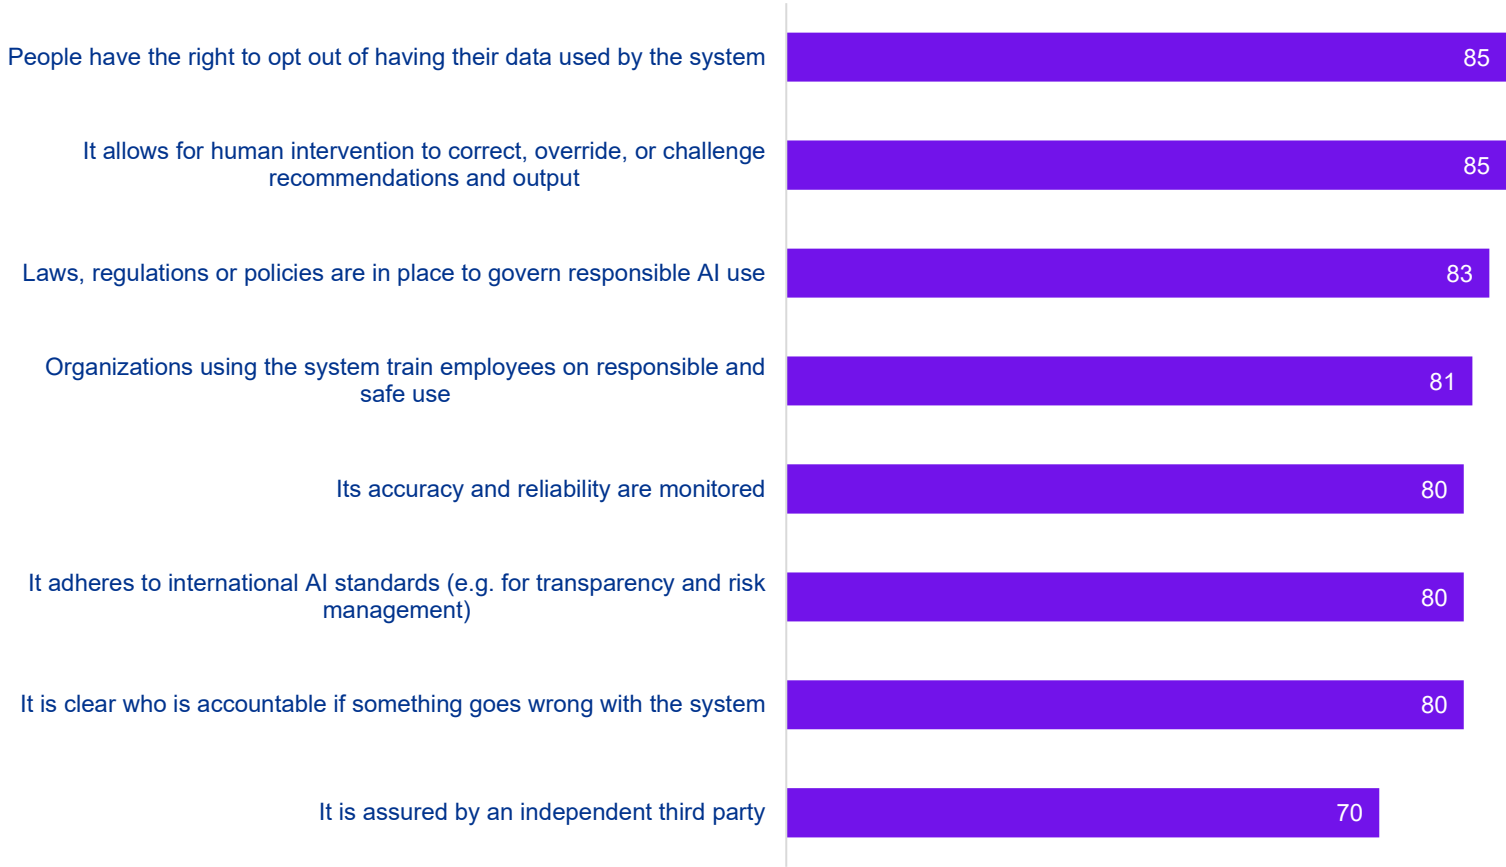 People have the right to opt out of having their data used by the system
85
It allows for human intervention to correct, override, or challenge
recommendations and output
85
Laws, regulations or policies are in place to govern responsible AI use
83
Organizations using the system train employees on responsible and
safe use
81
Its accuracy and reliability are monitored
80
It adheres to international AI standards (e.g. for transparency and risk
management)
80
It is clear who is accountable if something goes wrong with the system
80
It is assured by an independent third party
70